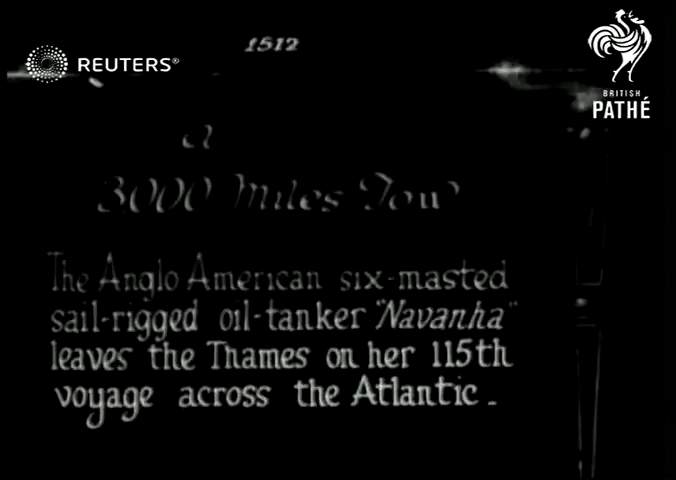 1512
REUTERS®
BRITISH
PATHÉ
A
3000 Miles Tow
The Anglo American six-masted
sail-rigged oil-tanker "Navanha"
leaves the Thames on her 115th
voyage across the Atlantic.